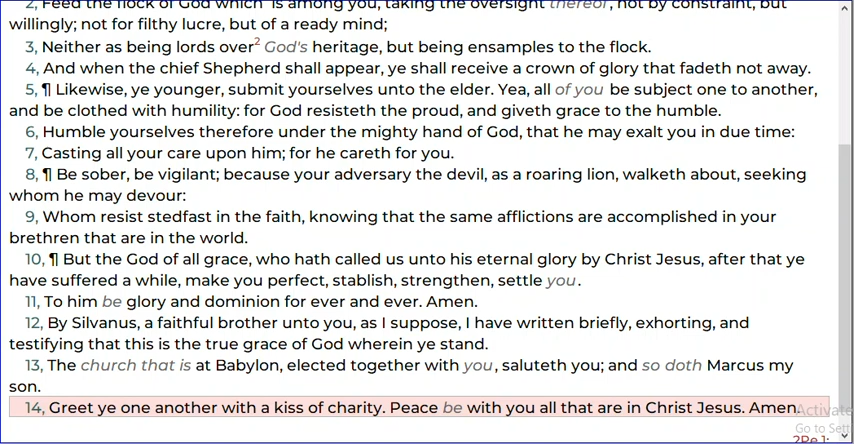 2, Feed the flock of God which is among you, taking the oversight thereof, not by constraint, but
willingly; not for filthy lucre, but of a ready mind;
3, Neither as being lords over2 God's heritage, but being ensamples to the flock.
4, And when the chief Shepherd shall appear, ye shall receive a crown of glory that fadeth not away.
5, ¶ Likewise, ye younger, submit yourselves unto the elder. Yea, all of you be subject one to another,
and be clothed with humility: for God resisteth the proud, and giveth grace to the humble.
6, Humble yourselves therefore under the mighty hand of God, that he may exalt you in due time:
7, Casting all your care upon him; for he careth for you.
8, ¶ Be sober, be vigilant; because your adversary the devil, as a roaring lion, walketh about, seeking
whom he may devour:
9, Whom resist stedfast in the faith, knowing that the same afflictions are accomplished in your
brethren that are in the world.
10, ¶ But the God of all grace, who hath called us unto his eternal glory by Christ Jesus, after that ye
have suffered a while, make you perfect, stablish, strengthen, settle you.
11, To him be glory and dominion for ever and ever. Amen.
12, By Silvanus, a faithful brother unto you, as I suppose, I have written briefly, exhorting, and
testifying that this is the true grace of God wherein ye stand.
13, The church that is at Babylon, elected together with you, saluteth you; and so doth Marcus my
son.
14, Greet ye one another with a kiss of charity. Peace be with you all that are in Christ Jesus. Amen.
Activate
Go to Sett
2Pe 1: